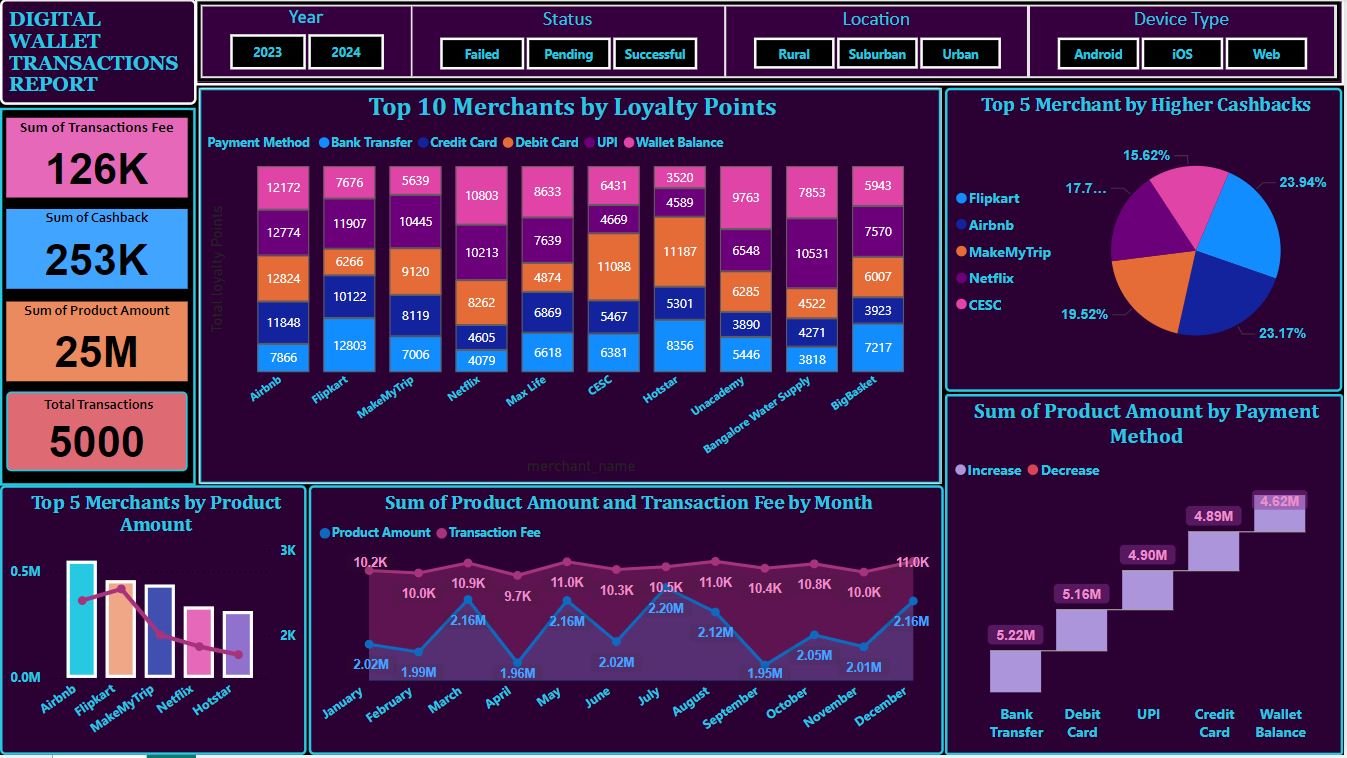 DIGITAL
WALLET
TRANSACTIONS
REPORT
Year
2023 2024
Status
Failed Pending Successful
Location
Rural Suburban Urban
Device Type
Android iOS Web
Sum of Transactions Fee
126K
Sum of Cashback
253K
Sum of Product Amount
25M
Total Transactions
5000
Top 10 Merchants by Loyalty Points
Payment Method Bank Transfer Credit Card Debit Card UPI Wallet Balance
Total loyalty Points
12172 7676 5639 10803 8633 6431 3520 9763 7853 5943
12774 11907 10445 10213 7639 4669 4589 6548 10531 7570
12824 6266 9120 8262 4874 11088 11187 6285 4522 6007
11848 10122 8119 4605 6869 5467 5301 3890 4271 3923
7866 12803 7006 4079 6618 6381 8356 5446 3818 7217
Airbnb Flipkart MakeMyTrip Netflix Max Life CESC Hotstar Unacademy Bangalore Water Supply BigBasket
merchant_name
Top 5 Merchant by Higher Cashbacks
Flipkart
Airbnb
MakeMyTrip
Netflix
CESC
15.62%
23.94%
17.7...
19.52%
23.17%
Top 5 Merchants by Product
Amount
3K
0.5M
2K
0.0M
Airbnb Flipkart MakeMyTrip Netflix Hotstar
Sum of Product Amount and Transaction Fee by Month
Product Amount Transaction Fee
10.2K 10.0K 10.9K 9.7K 11.0K 10.3K 10.5K 11.0K 10.4K 10.8K 10.0K 11.0K
2.02M 1.99M 2.16M 1.96M 2.16M 2.02M 2.20M 2.12M 1.95M 2.05M 2.01M 2.16M
January February March April May June July August September October November December
Sum of Product Amount by Payment
Method
Increase Decrease
5.22M 5.16M 4.90M 4.89M 4.62M
Bank Debit UPI Credit Wallet
Transfer Card Card Balance